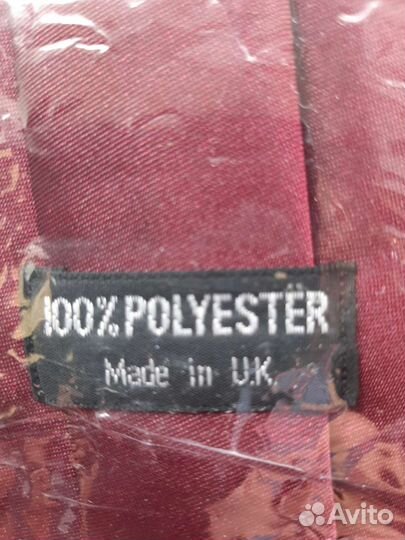 100% POLYESTER
Made in U.K.
Avito